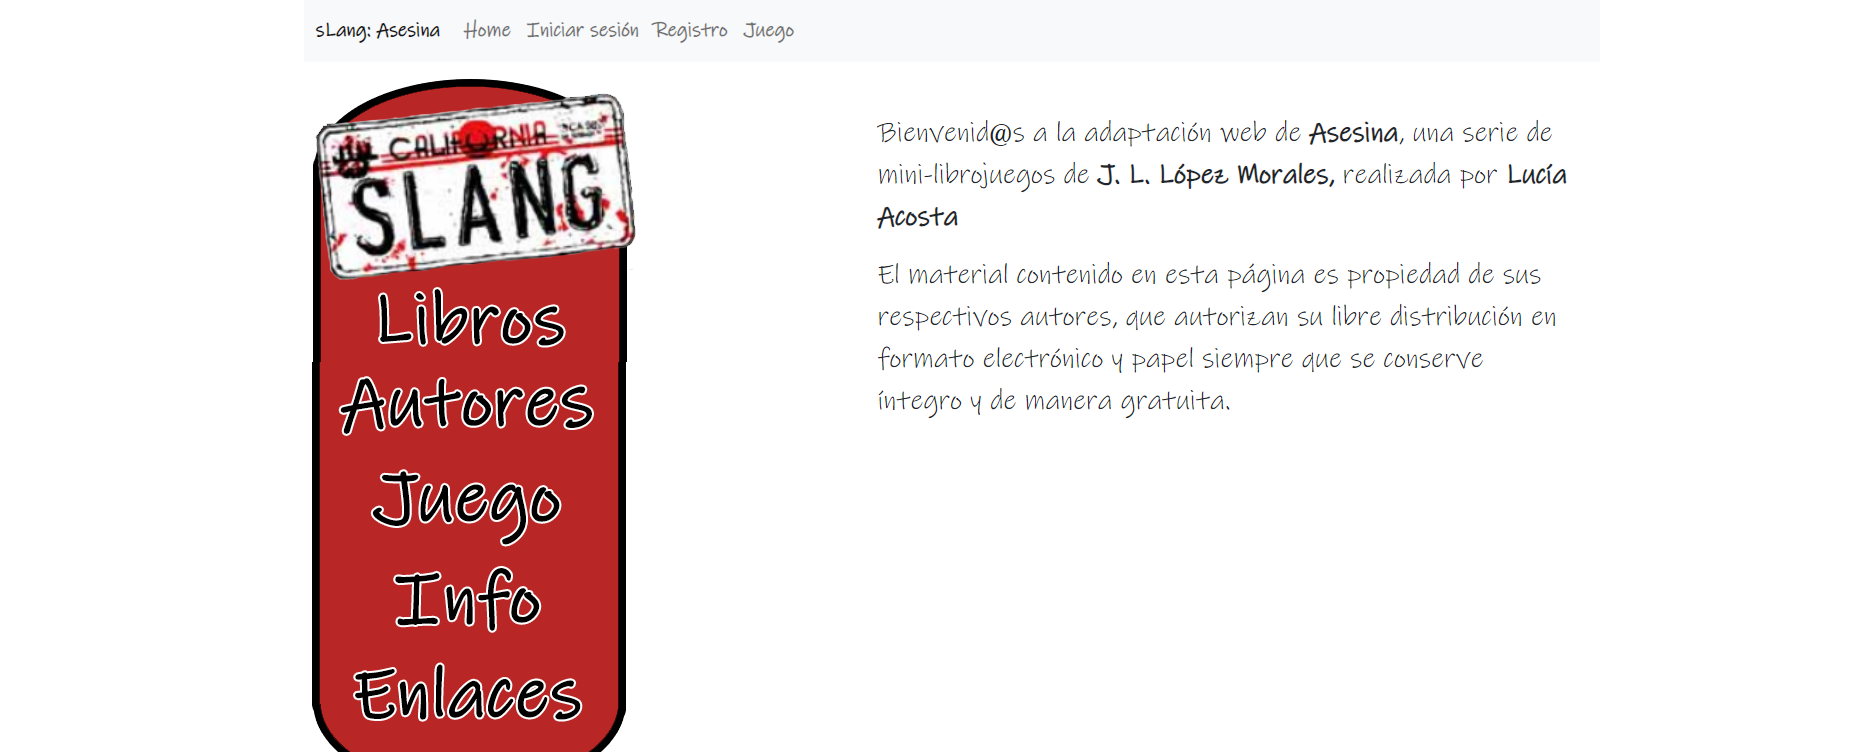 sLang: Asesina Home Iniciar sesión Registro Juego
CALIFORNIA
SLANG
Libros
Autores
Juego
Info
Enlaces
Bienvenid@s a la adaptación web de Asesina, una serie de
mini-librojuegos de J. L. López Morales, realizada por Lucía
Acosta
El material contenido en esta página es propiedad de sus
respectivos autores, que autorizan su libre distribución en
formato electrónico y papel siempre que se conserve
íntegro y de manera gratuita.